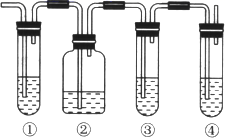 ① ② ③ ④